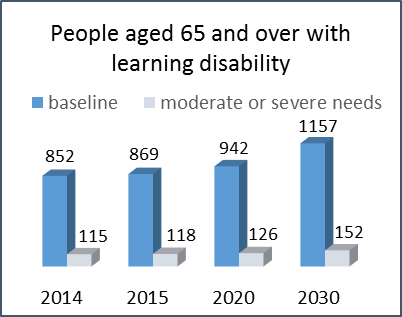 People aged 65 and over with
learning disability
baseline moderate or severe needs
852 115 869 118 942 126 1157 152
2014 2015 2020 2030